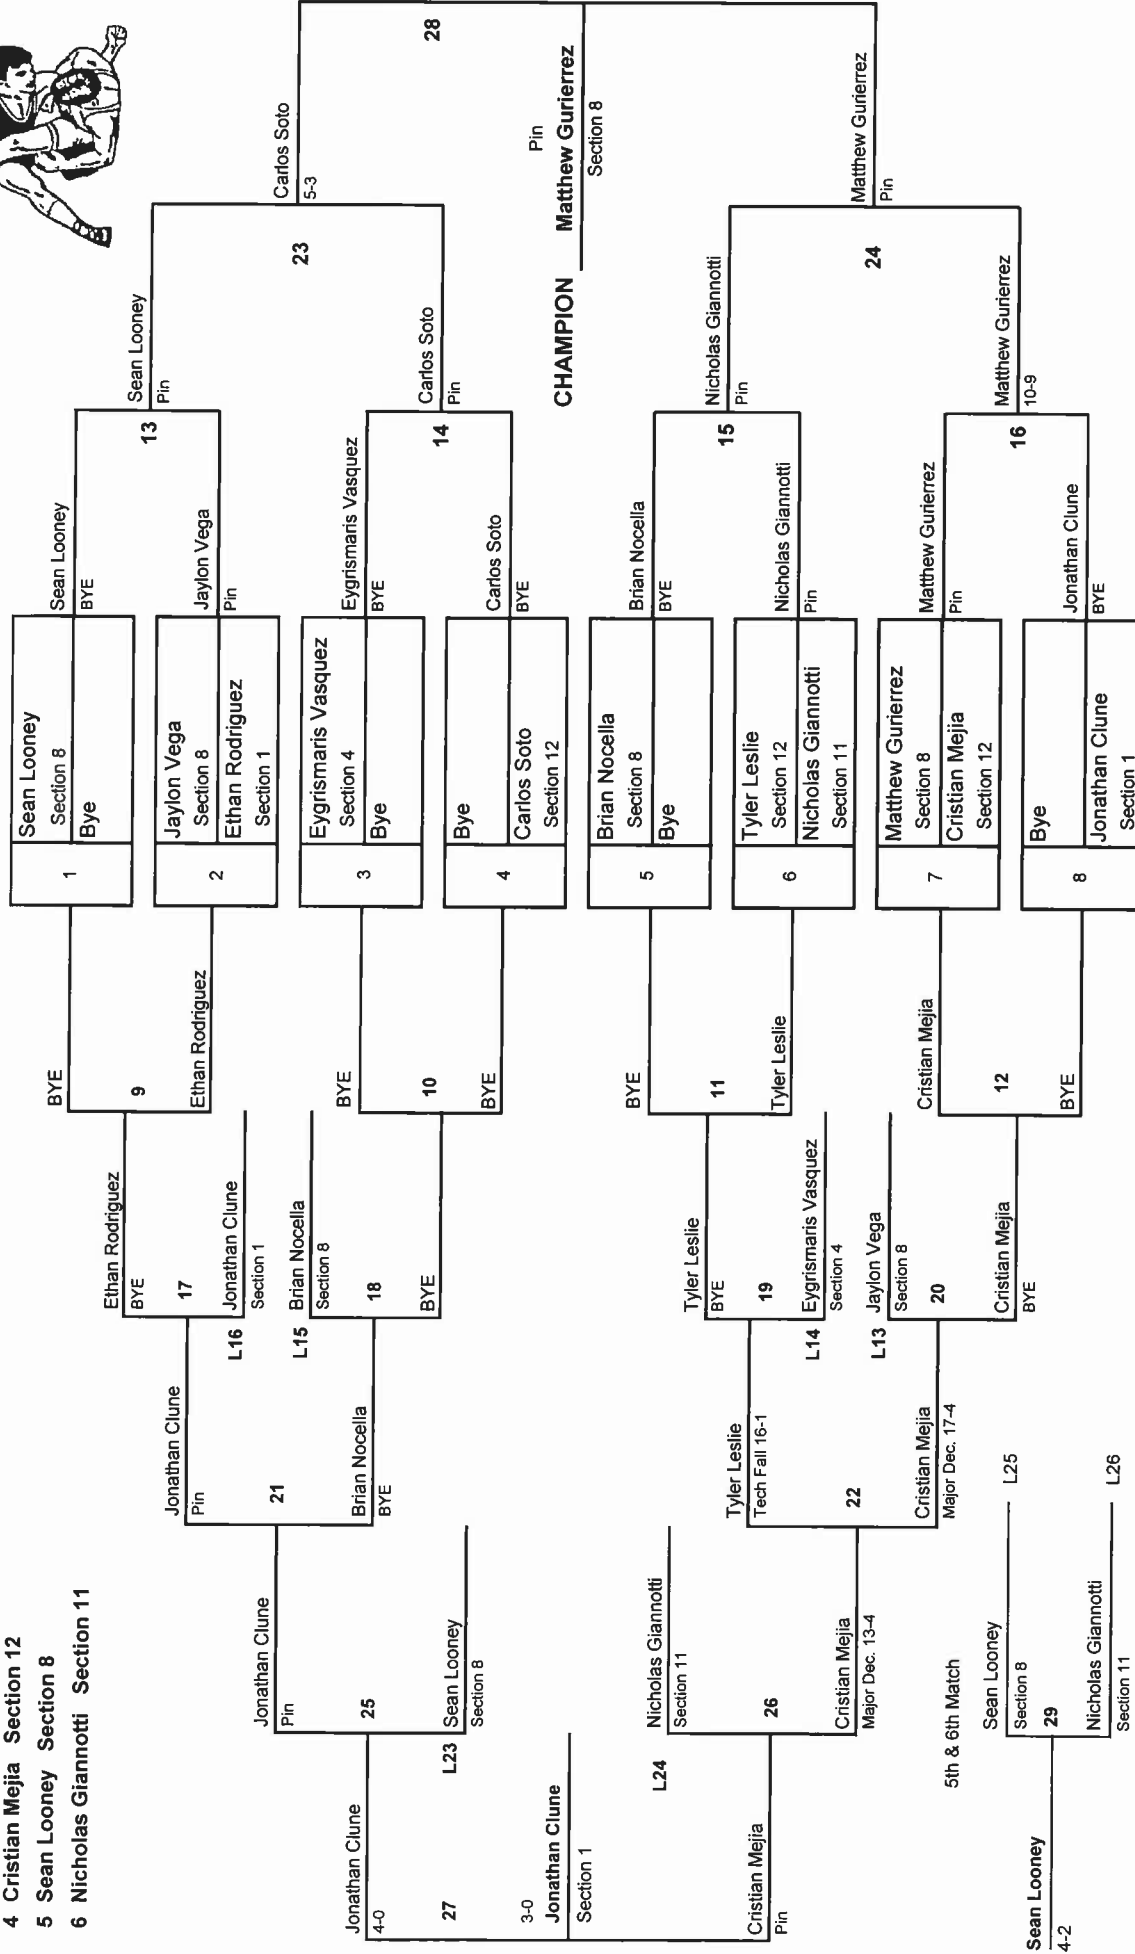 4 Cristian Mejia Section 12
5 Sean Looney Section 8
6 Nicholas Giannotti Section 11
1
Sean Looney
Section 8
Bye
2
Jaylon Vega
Section 8
Ethan Rodriguez
Section 1
3
Eygrismaris Vasquez
Section 4
Bye
4
Bye
Carlos Soto
Section 12
5
Brian Nocella
Section 8
Bye
6
Tyler Leslie
Section 12
Nicholas Giannotti
Section 11
7
Matthew Gurierrez
Section 8
Cristian Mejia
Section 12
8
Bye
Jonathan Clune
Section 1
Sean Looney
BYE
13
Jaylon Vega
Pin
Eygrismaris Vasquez
BYE
14
Carlos Soto
BYE
Brian Nocella
BYE
15
Nicholas Giannotti
Pin
Matthew Gurierrez
Pin
16
Jonathan Clune
BYE
Sean Looney
Pin
23
Carlos Soto
Pin
Nicholas Giannotti
Pin
24
Matthew Gurierrez
10-9
Carlos Soto
5-3
28
Matthew Gurierrez
Pin
Pin
CHAMPION Matthew Gurierrez
Section 8
BYE
9
Ethan Rodriguez
BYE
10
BYE
BYE
11
Tyler Leslie
Cristian Mejia
12
BYE
Ethan Rodriguez
BYE
17
Jonathan Clune
Section 1
L16
Brian Nocella
Section 8
L15
18
BYE
Tyler Leslie
BYE
19
Eygrismaris Vasquez
Section 4
L14
Jaylon Vega
Section 8
L13
20
Cristian Mejia
BYE
Jonathan Clune
Pin
21
Brian Nocella
BYE
Tyler Leslie
Tech Fall 16-1
22
Cristian Mejia
Major Dec. 17-4
Jonathan Clune
Pin
25
Sean Looney
Section 8
L23
Nicholas Giannotti
Section 11
L24
26
Cristian Mejia
Major Dec. 13-4
Jonathan Clune
4-0
27
3-0
Jonathan Clune
Section 1
Cristian Mejia
Pin
5th & 6th Match
Sean Looney
Section 8
L25
29
Nicholas Giannotti
Section 11
L26
Sean Looney
4-2